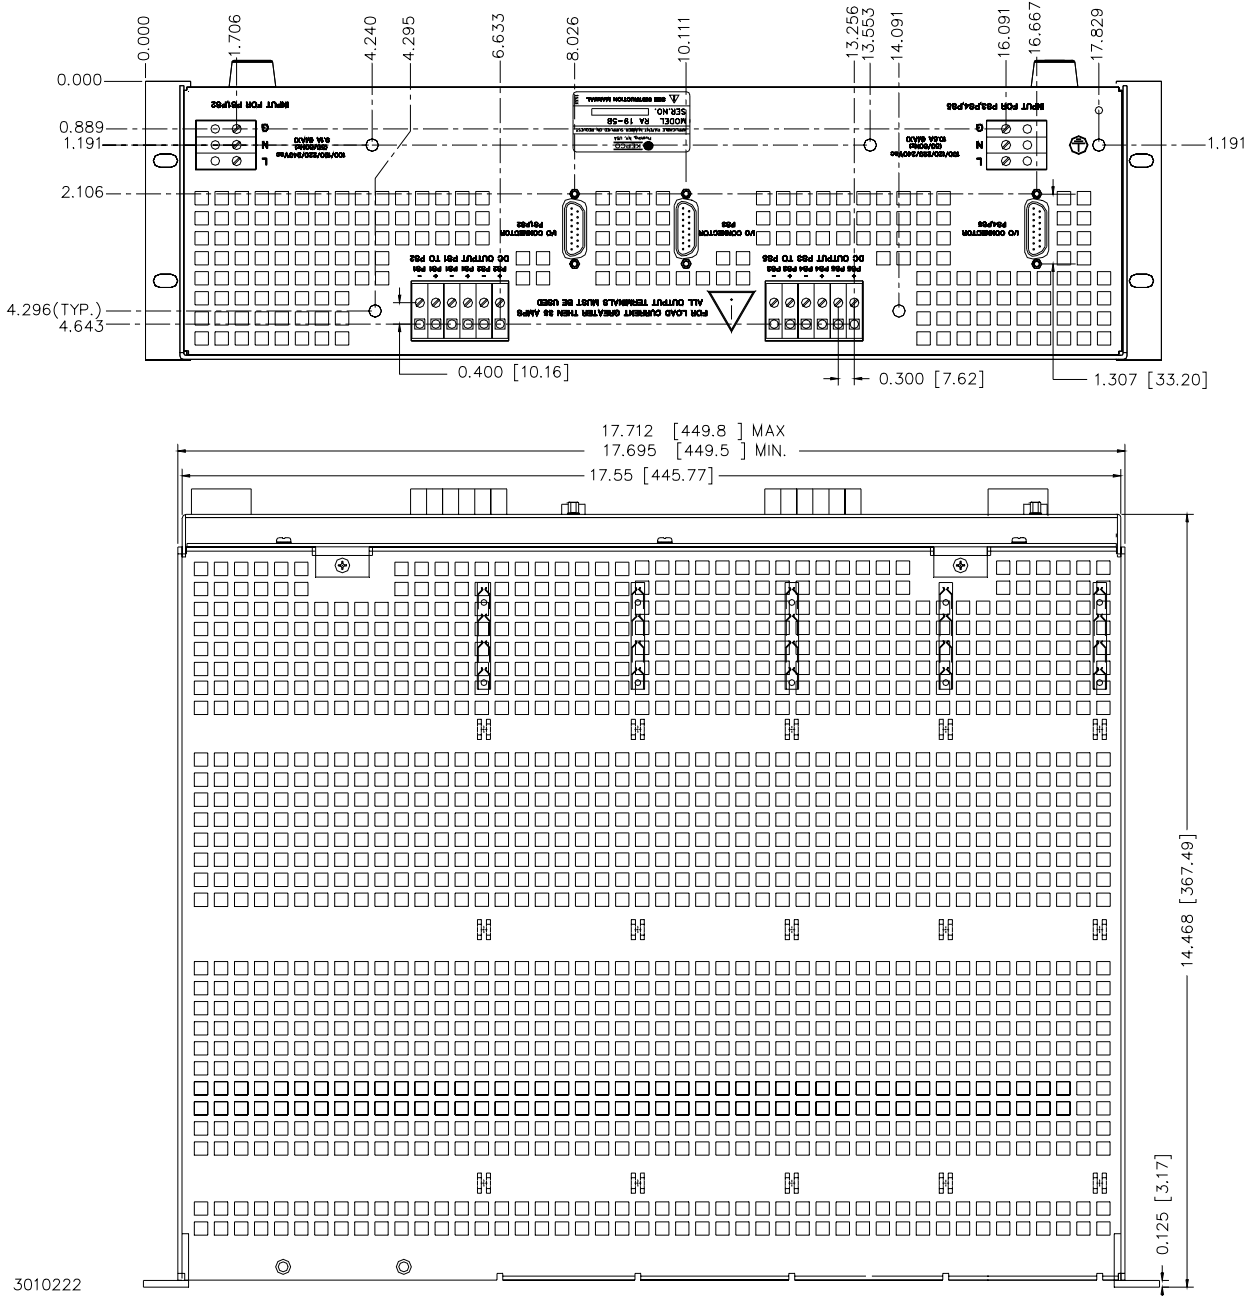 0.000
1.706
4.240
4.295
6.633
8.026
10.111
13.256
13.553
14.091
16.091
16.667
17.829
0.000
0.889
1.191
2.106
4.296(TYP.)
4.643
1.191
INPUT FOR PS1,PS2
G
N
L
SEE INSTRUCTION MANUAL
SER.NO.
MODEL RA 19-5B
KEPCO
INPUT FOR PS3,PS4,PS5
G
N
L
I/O CONNECTOR
PS1,PS2
I/O CONNECTOR
PS3
I/O CONNECTOR
PS4,PS5
DC OUTPUT PS1 TO PS2
DC OUTPUT PS3 TO PS5
FOR LOAD CURRENT GREATER THEN 35 AMPS
ALL OUTPUT TERMINALS MUST BE USED
0.400 [10.16]
0.300 [7.62]
1.307 [33.20]
17.712 [449.8 ] MAX
17.695 [449.5 ] MIN.
17.55 [445.77]
14.468 [367.49]
0.125 [3.17]
3010222